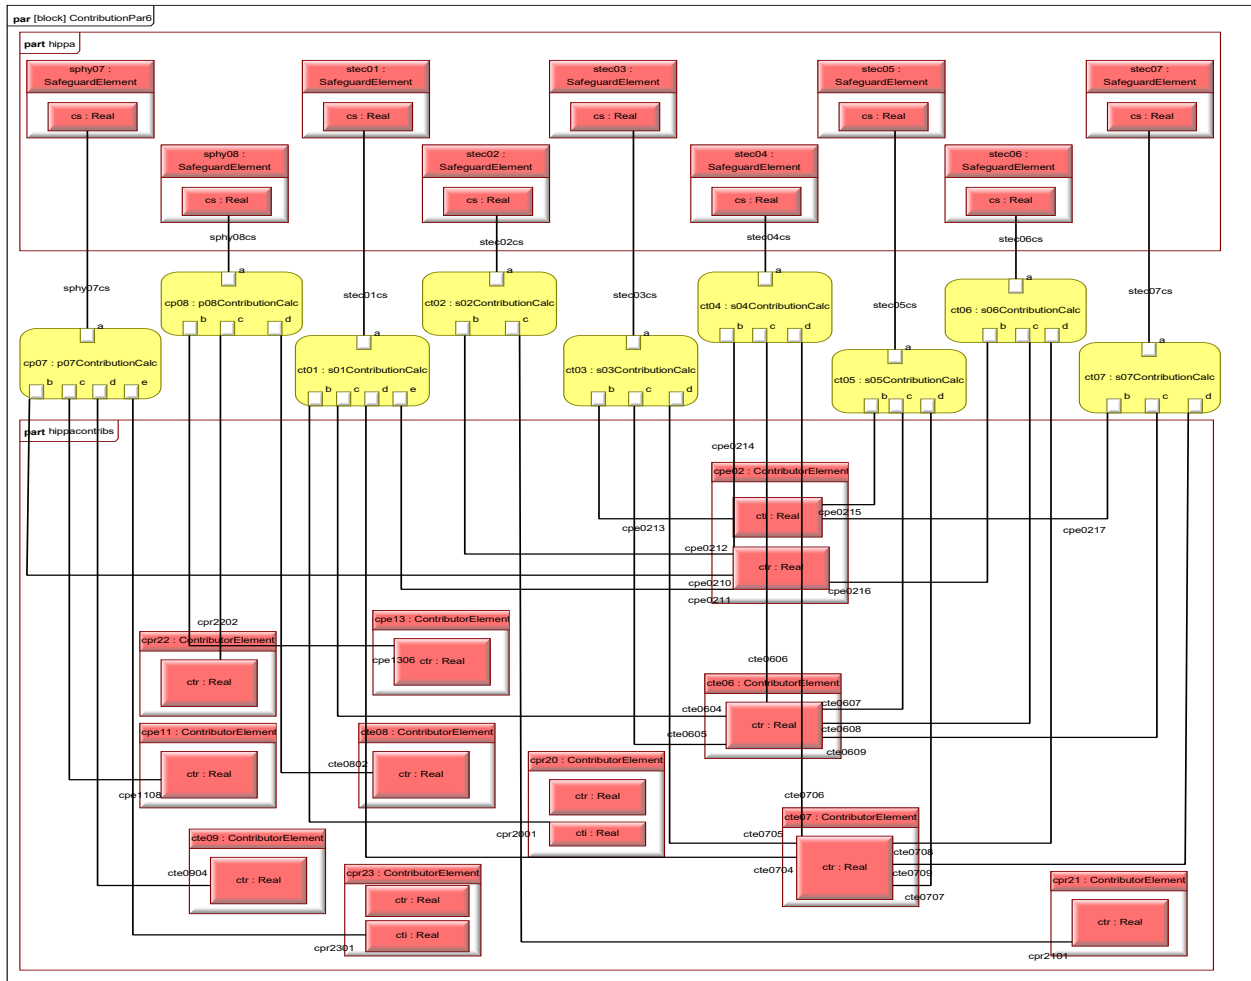 par [block] ContributionPar6
part hippa
sphy07 :
SafeguardElement
cs : Real
stec01 :
SafeguardElement
cs : Real
stec03 :
SafeguardElement
cs : Real
stec05 :
SafeguardElement
cs : Real
stec07 :
SafeguardElement
cs : Real
sphy08 :
SafeguardElement
cs : Real
stec02 :
SafeguardElement
cs : Real
stec04 :
SafeguardElement
cs : Real
stec06 :
SafeguardElement
cs : Real
sphy08cs
stec02cs
stec04cs
stec06cs
sphy07cs
stec01cs
stec03cs
stec05cs
stec07cs
a
cp08 : p08ContributionCalc
b c d
a
ct02 : s02ContributionCalc
b c
a
ct04 : s04ContributionCalc
b c d
a
ct06 : s06ContributionCalc
b c d
a
cp07 : p07ContributionCalc
b c d e
a
ct01 : s01ContributionCalc
b c d e
a
ct03 : s03ContributionCalc
b c d
a
ct05 : s05ContributionCalc
b c d
a
ct07 : s07ContributionCalc
b c d
part hippacontribs
cpe0214
cpe02 : ContributorElement
cti : Real
cpe0215
cpe0213
cpe0217
cpe0212
ctr : Real
cpe0210
cpe0216
cpe0211
cpr2202
cpe13 : ContributorElement
cpe1306
ctr : Real
cpr22 : ContributorElement
ctr : Real
cte0606
cte06 : ContributorElement
cte0604
ctr : Real
cte0607
cte0605
cte0608
cte0609
cpe11 : ContributorElement
ctr : Real
cpe1108
cte08 : ContributorElement
cte0802
ctr : Real
cpr20 : ContributorElement
ctr : Real
cti : Real
cpr2001
cte0706
cte07 : ContributorElement
cte0705
ctr : Real
cte0708
cte0704
cte0709
cte0707
cte09 : ContributorElement
cte0904
ctr : Real
cpr23 : ContributorElement
ctr : Real
cti : Real
cpr2301
cpr21 : ContributorElement
ctr : Real
cpr2101